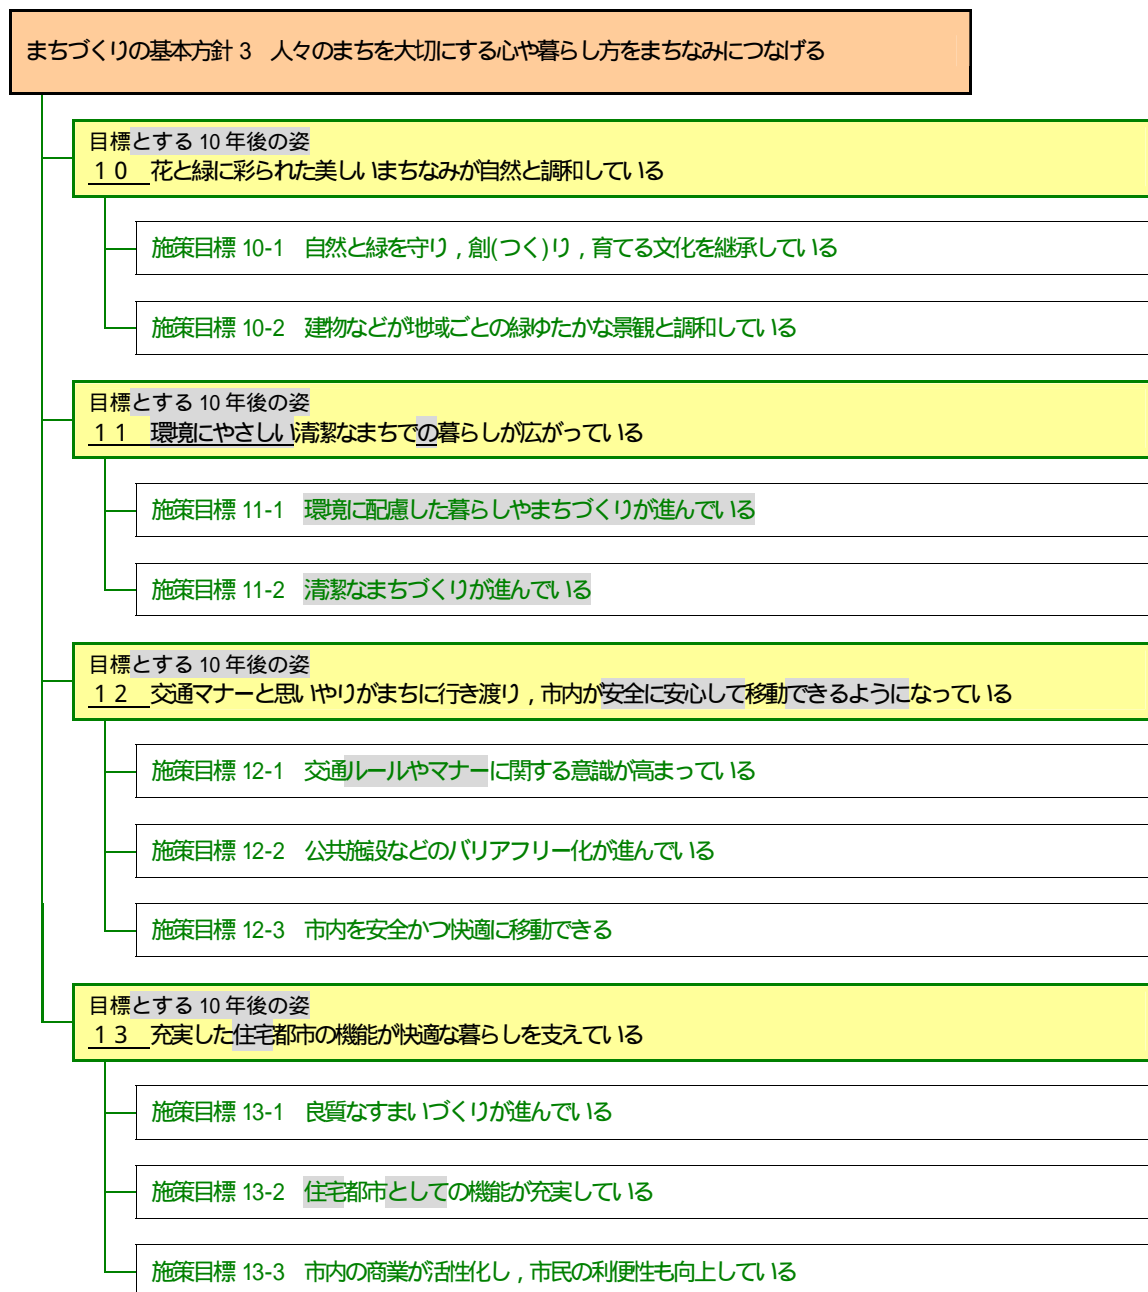 まちづくりの基本方針3　人々のまちを大切にする心や暮らし方をまちなみにつなげる
目標とする10年後の姿
１０　花と緑に彩られた美しいまちなみが自然と調和している
施策目標 10-1　自然と緑を守り，創(つく)り，育てる文化を継承している
施策目標 10-2　建物などが地域ごとの緑ゆたかな景観と調和している
目標とする10年後の姿
１１　環境にやさしい清潔なまちでの暮らしが広がっている
施策目標 11-1　環境に配慮した暮らしやまちづくりが進んでいる
施策目標 11-2　清潔なまちづくりが進んでいる
目標とする10年後の姿
１２　交通マナーと思いやりがまちに行き渡り，市内が安全に安心して移動できるようになっている
施策目標 12-1　交通ルールやマナーに関する意識が高まっている
施策目標 12-2　公共施設などのバリアフリー化が進んでいる
施策目標 12-3　市内を安全かつ快適に移動できる
目標とする10年後の姿
１３　充実した住宅都市の機能が快適な暮らしを支えている
施策目標 13-1　良質なすまいづくりが進んでいる
施策目標 13-2　住宅都市としての機能が充実している
施策目標 13-3　市内の商業が活性化し，市民の利便性も向上している